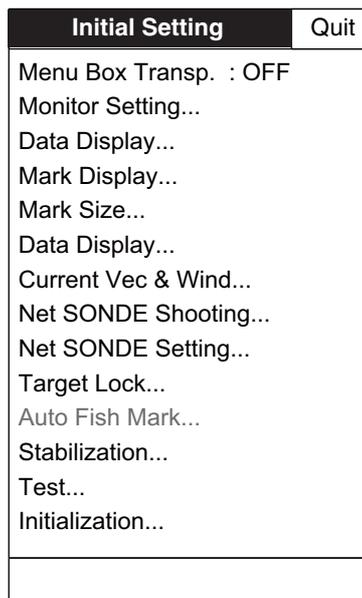 Initial Setting Quit
Menu Box Transp. : OFF
Monitor Setting...
Data Display...
Mark Display...
Mark Size...
Data Display...
Current Vec & Wind...
Net SONDE Shooting...
Net SONDE Setting...
Target Lock...
Auto Fish Mark...
Stabilization...
Test...
Initialization...